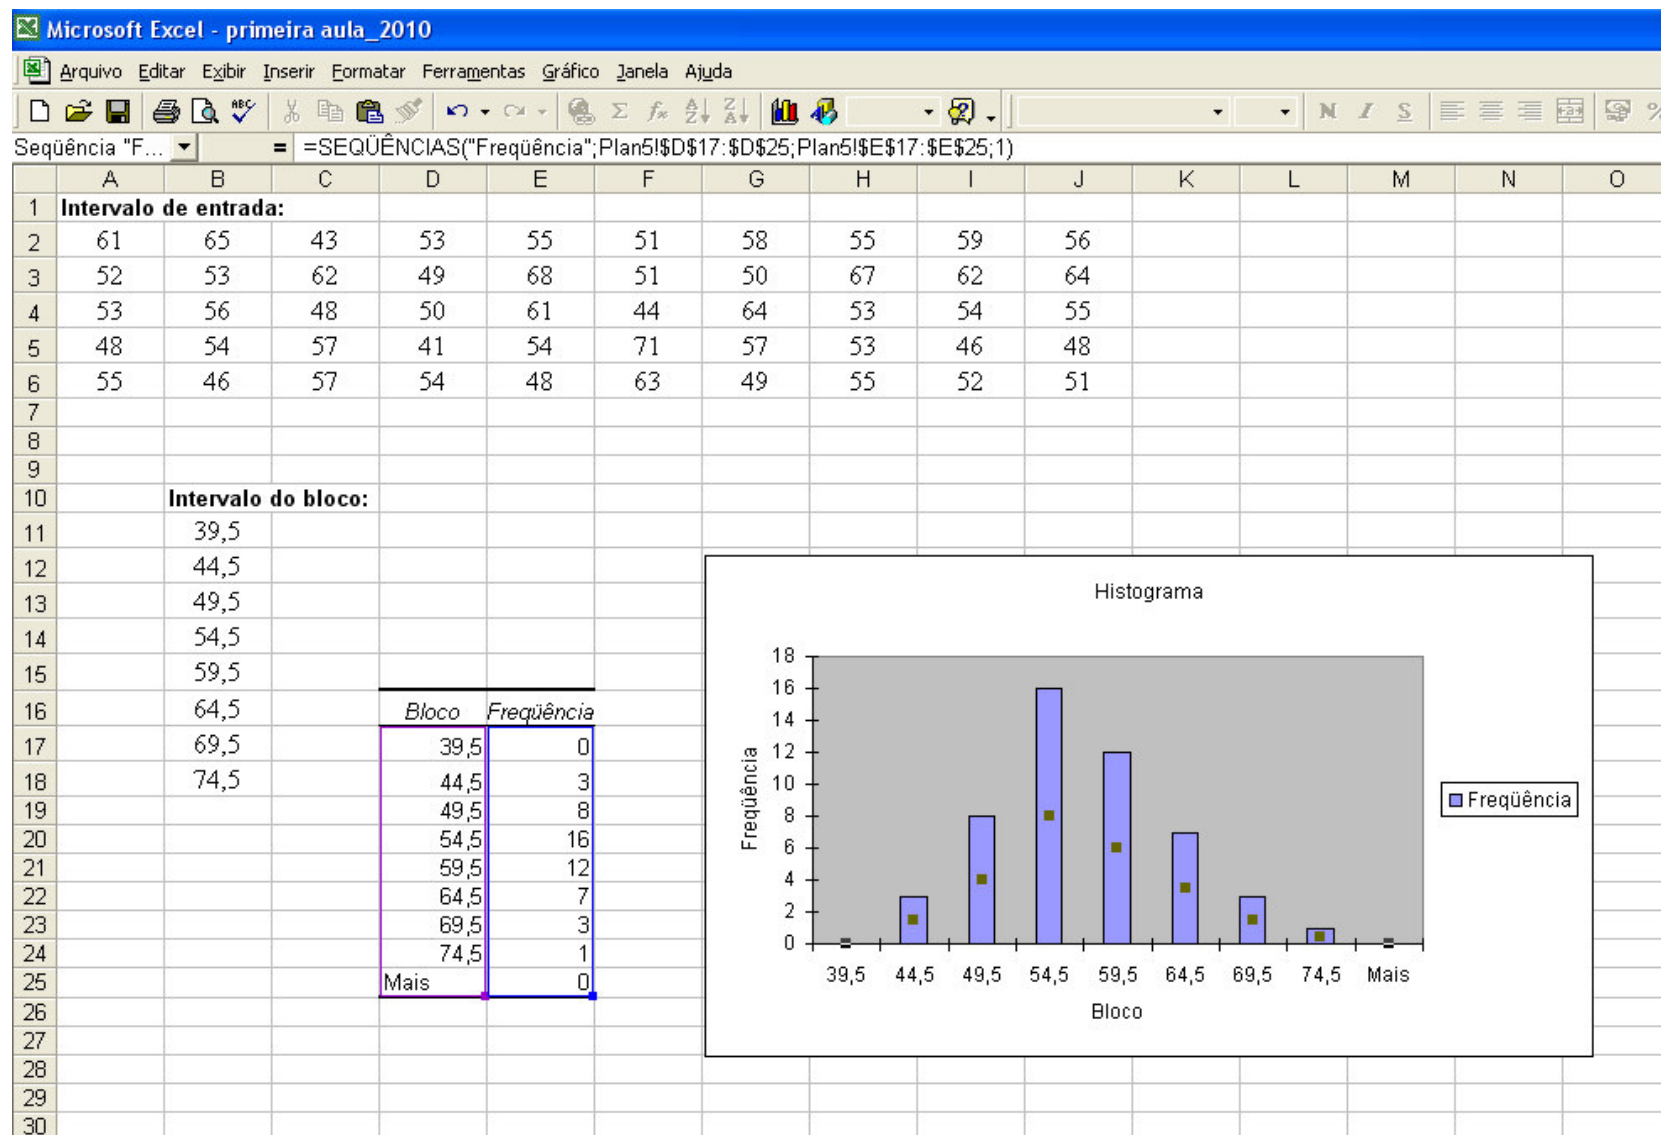 Microsoft Excel - primeira aula_2010
Arquivo Editar Exibir Inserir Formatar Ferramentas Gráfico Janela Ajuda
ABC Σ fx A Z Z A N I S a %
Seqüência "F... = =SEQÜÊNCIAS("Freqüência";Plan5!$D$17:$D$25;Plan5!$E$17:$E$25;1)
A B C D E F G H I J K L M N O
1 Intervalo de entrada:
2 61 65 43 53 55 51 58 55 59 56
3 52 53 62 49 68 51 50 67 62 64
4 53 56 48 50 61 44 64 53 54 55
5 48 54 57 41 54 71 57 53 46 48
6 55 46 57 54 48 63 49 55 52 51
7
8
9
10 Intervalo do bloco:
11 39,5
12 44,5
13 49,5
14 54,5
15 59,5
16 64,5 Bloco Freqüência
17 69,5 39,5 0
18 74,5 44,5 3
19 49,5 8
20 54,5 16
21 59,5 12
22 64,5 7
23 69,5 3
24 74,5 1
25 Mais 0
26
27
28
29
30
Histograma
Freqüência
18
16
14
12
10
8
6
4
2
0
39,5 44,5 49,5 54,5 59,5 64,5 69,5 74,5 Mais
Bloco
Freqüência